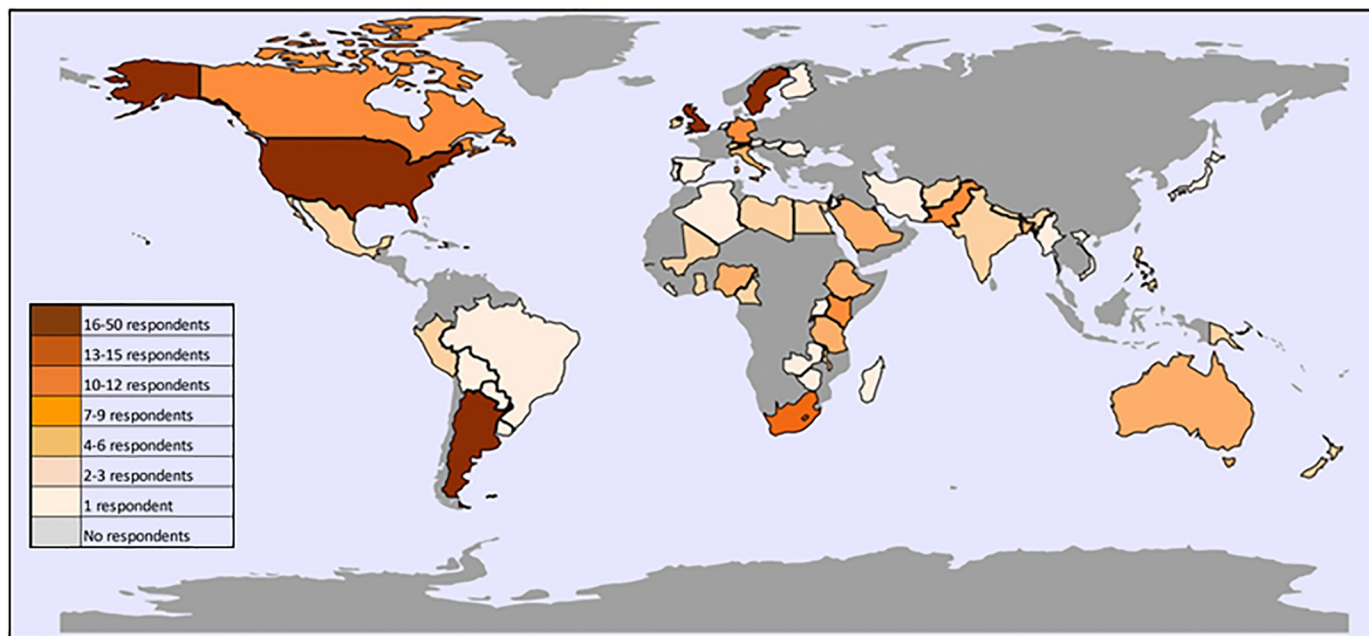 16-50 respondents
13-15 respondents
10-12 respondents
7-9 respondents
4-6 respondents
2-3 respondents
1 respondent
No respondents